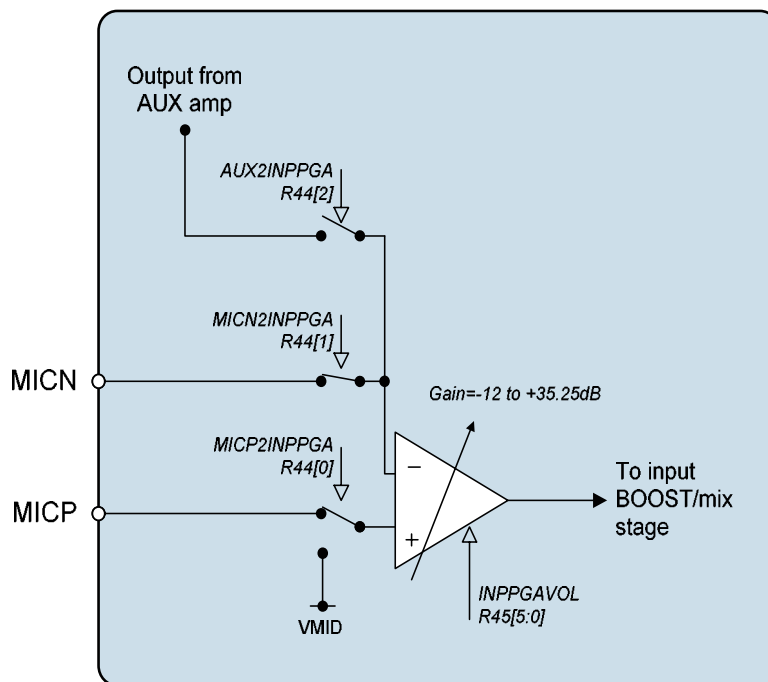 Output from
AUX amp
AUX2INPPGA
R44[2]
MICN2INPPGA
R44[1]
MICN
Gain=-12 to +35.25dB
MICP2INPPGA
R44[0]
MICP
−
+
To input
BOOST/mix
stage
VMID
INPPGAVOL
R45[5:0]